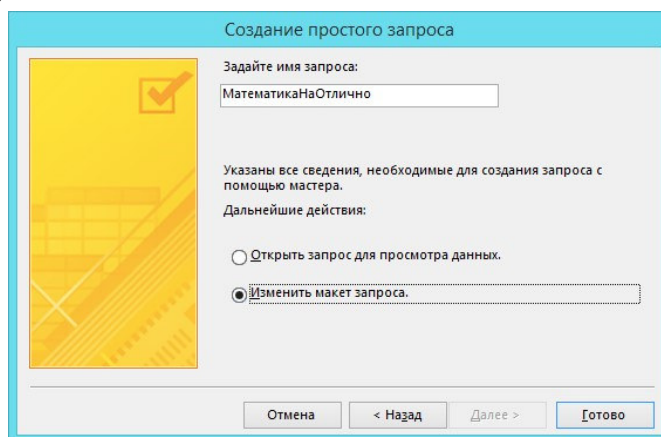 Создание простого запроса
Задайте имя запроса:
МатематикаНаОтлично
Указаны все сведения, необходимые для создания запроса с
помощью мастера.
Дальнейшие действия:
Открыть запрос для просмотра данных.
Изменить макет запроса.
Отмена
< Назад
Далее >
Готово